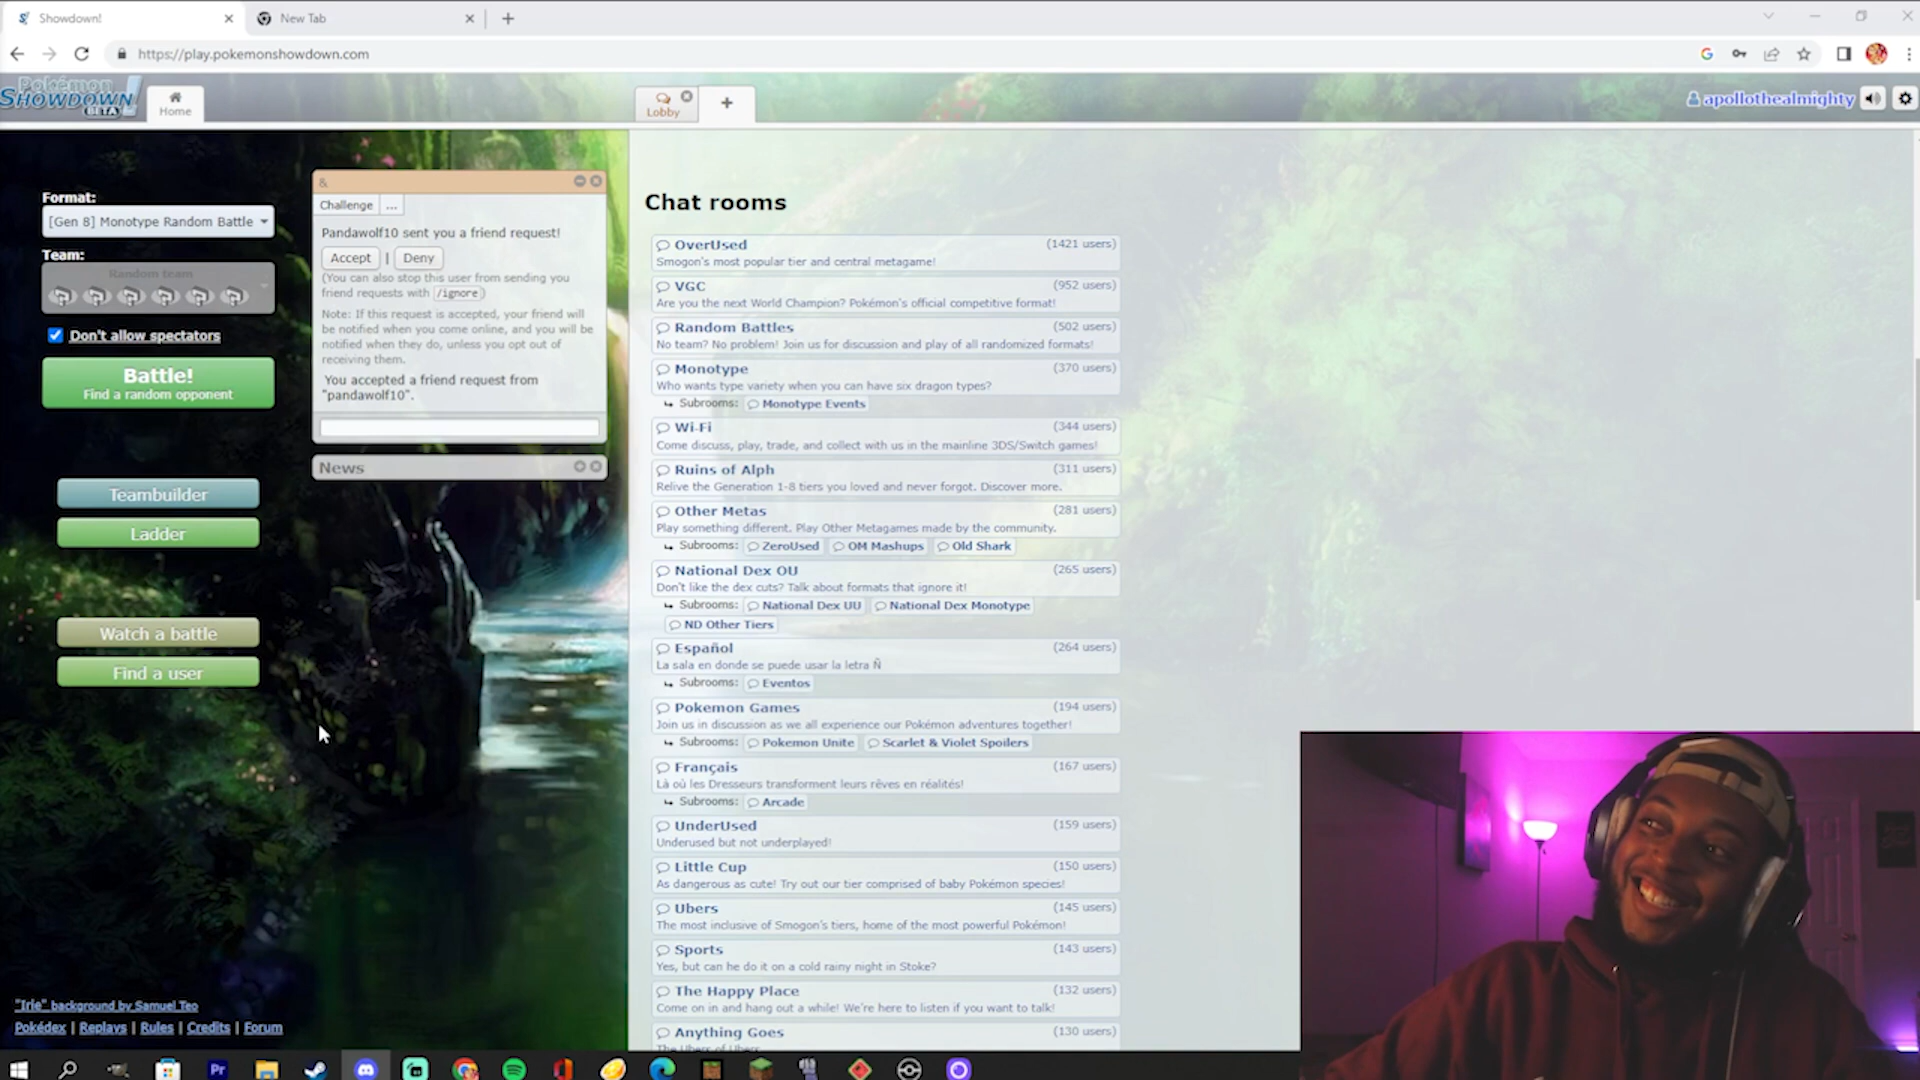 Showdown!
New Tab
https://play.pokemonshowdown.com
Pokémon
SHOWDOWN!
BETA
Home
Lobby
apollothealmighty
Format:
[Gen 8] Monotype Random Battle
Team:
Random team
Don't allow spectators
Battle!
Find a random opponent
Teambuilder
Ladder
Watch a battle
Find a user
"Irie" background by Samuel Teo
Pokédex | Replays | Rules | Credits | Forum
&
Challenge ...
Pandawolf10 sent you a friend request!
Accept | Deny
(You can also stop this user from sending you
friend requests with /ignore)
Note: If this request is accepted, your friend will
be notified when you come online, and you will be
notified when they do, unless you opt out of
receiving them.
You accepted a friend request from
"pandawolf10".
News
Chat rooms
OverUsed (1421 users)
Smogon's most popular tier and central metagame!
VGC (952 users)
Are you the next World Champion? Pokémon's official competitive format!
Random Battles (502 users)
No team? No problem! Join us for discussion and play of all randomized formats!
Monotype (370 users)
Who wants type variety when you can have six dragon types?
Subrooms: Monotype Events
Wi-Fi (344 users)
Come discuss, play, trade, and collect with us in the mainline 3DS/Switch games!
Ruins of Alph (311 users)
Relive the Generation 1-8 tiers you loved and never forgot. Discover more.
Other Metas (281 users)
Play something different. Play Other Metagames made by the community.
Subrooms: ZeroUsed OM Mashups Old Shark
National Dex OU (265 users)
Don't like the dex cuts? Talk about formats that ignore it!
Subrooms: National Dex UU National Dex Monotype
ND Other Tiers
Español (264 users)
La sala en donde se puede usar la letra Ñ
Subrooms: Eventos
Pokemon Games (194 users)
Join us in discussion as we all experience our Pokémon adventures together!
Subrooms: Pokemon Unite Scarlet & Violet Spoilers
Français (167 users)
Là où les Dresseurs transforment leurs rêves en réalités!
Subrooms: Arcade
UnderUsed (159 users)
Underused but not underplayed!
Little Cup (150 users)
As dangerous as cute! Try out our tier comprised of baby Pokémon species!
Ubers (145 users)
The most inclusive of Smogon's tiers, home of the most powerful Pokémon!
Sports (143 users)
Yes, but can he do it on a cold rainy night in Stoke?
The Happy Place (132 users)
Come on in and hang out a while! We're here to listen if you want to talk!
Anything Goes (130 users)
The Ubers of Ubers
Pr